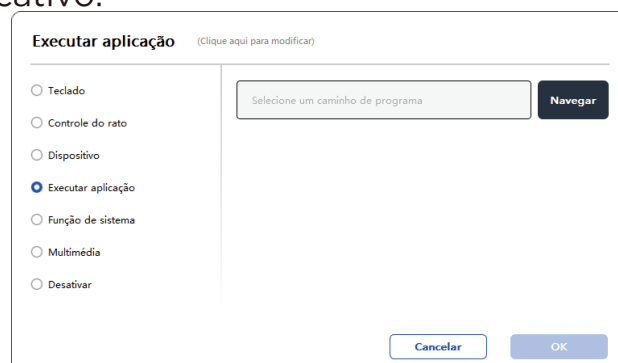 Executar aplicação (Clique aqui para modificar)
Teclado
Selecione um caminho de programa Navegar
Controle do rato
Dispositivo
Executar aplicação
Função de sistema
Multimédia
Desativar
Cancelar OK